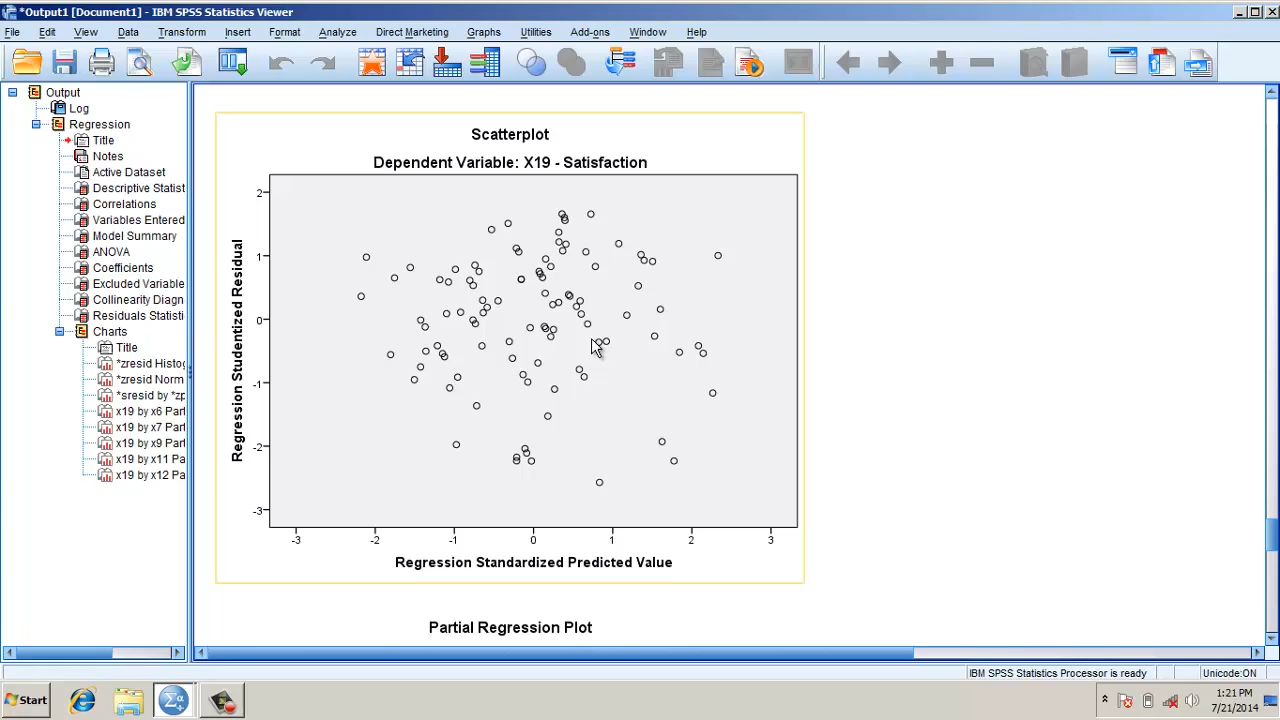 *Output1 [Document1] - IBM SPSS Statistics Viewer
File Edit View Data Transform Insert Format Analyze Direct Marketing Graphs Utilities Add-ons Window Help
Output
Log
Regression
Title
Notes
Active Dataset
Descriptive Statist
Correlations
Variables Entered
Model Summary
ANOVA
Coefficients
Excluded Variable
Collinearity Diagn
Residuals Statisti
Charts
Title
*zresid Histog
*zresid Norm
*sresid by *zp
x19 by x6 Part
x19 by x7 Part
x19 by x9 Part
x19 by x11 Pa
x19 by x12 Pa
Scatterplot
Dependent Variable: X19 - Satisfaction
Regression Studentized Residual
2
1
0
-1
-2
-3
-3 -2 -1 0 1 2 3
Regression Standardized Predicted Value
Partial Regression Plot
IBM SPSS Statistics Processor is ready
Unicode:ON
Start
1:21 PM
7/21/2014